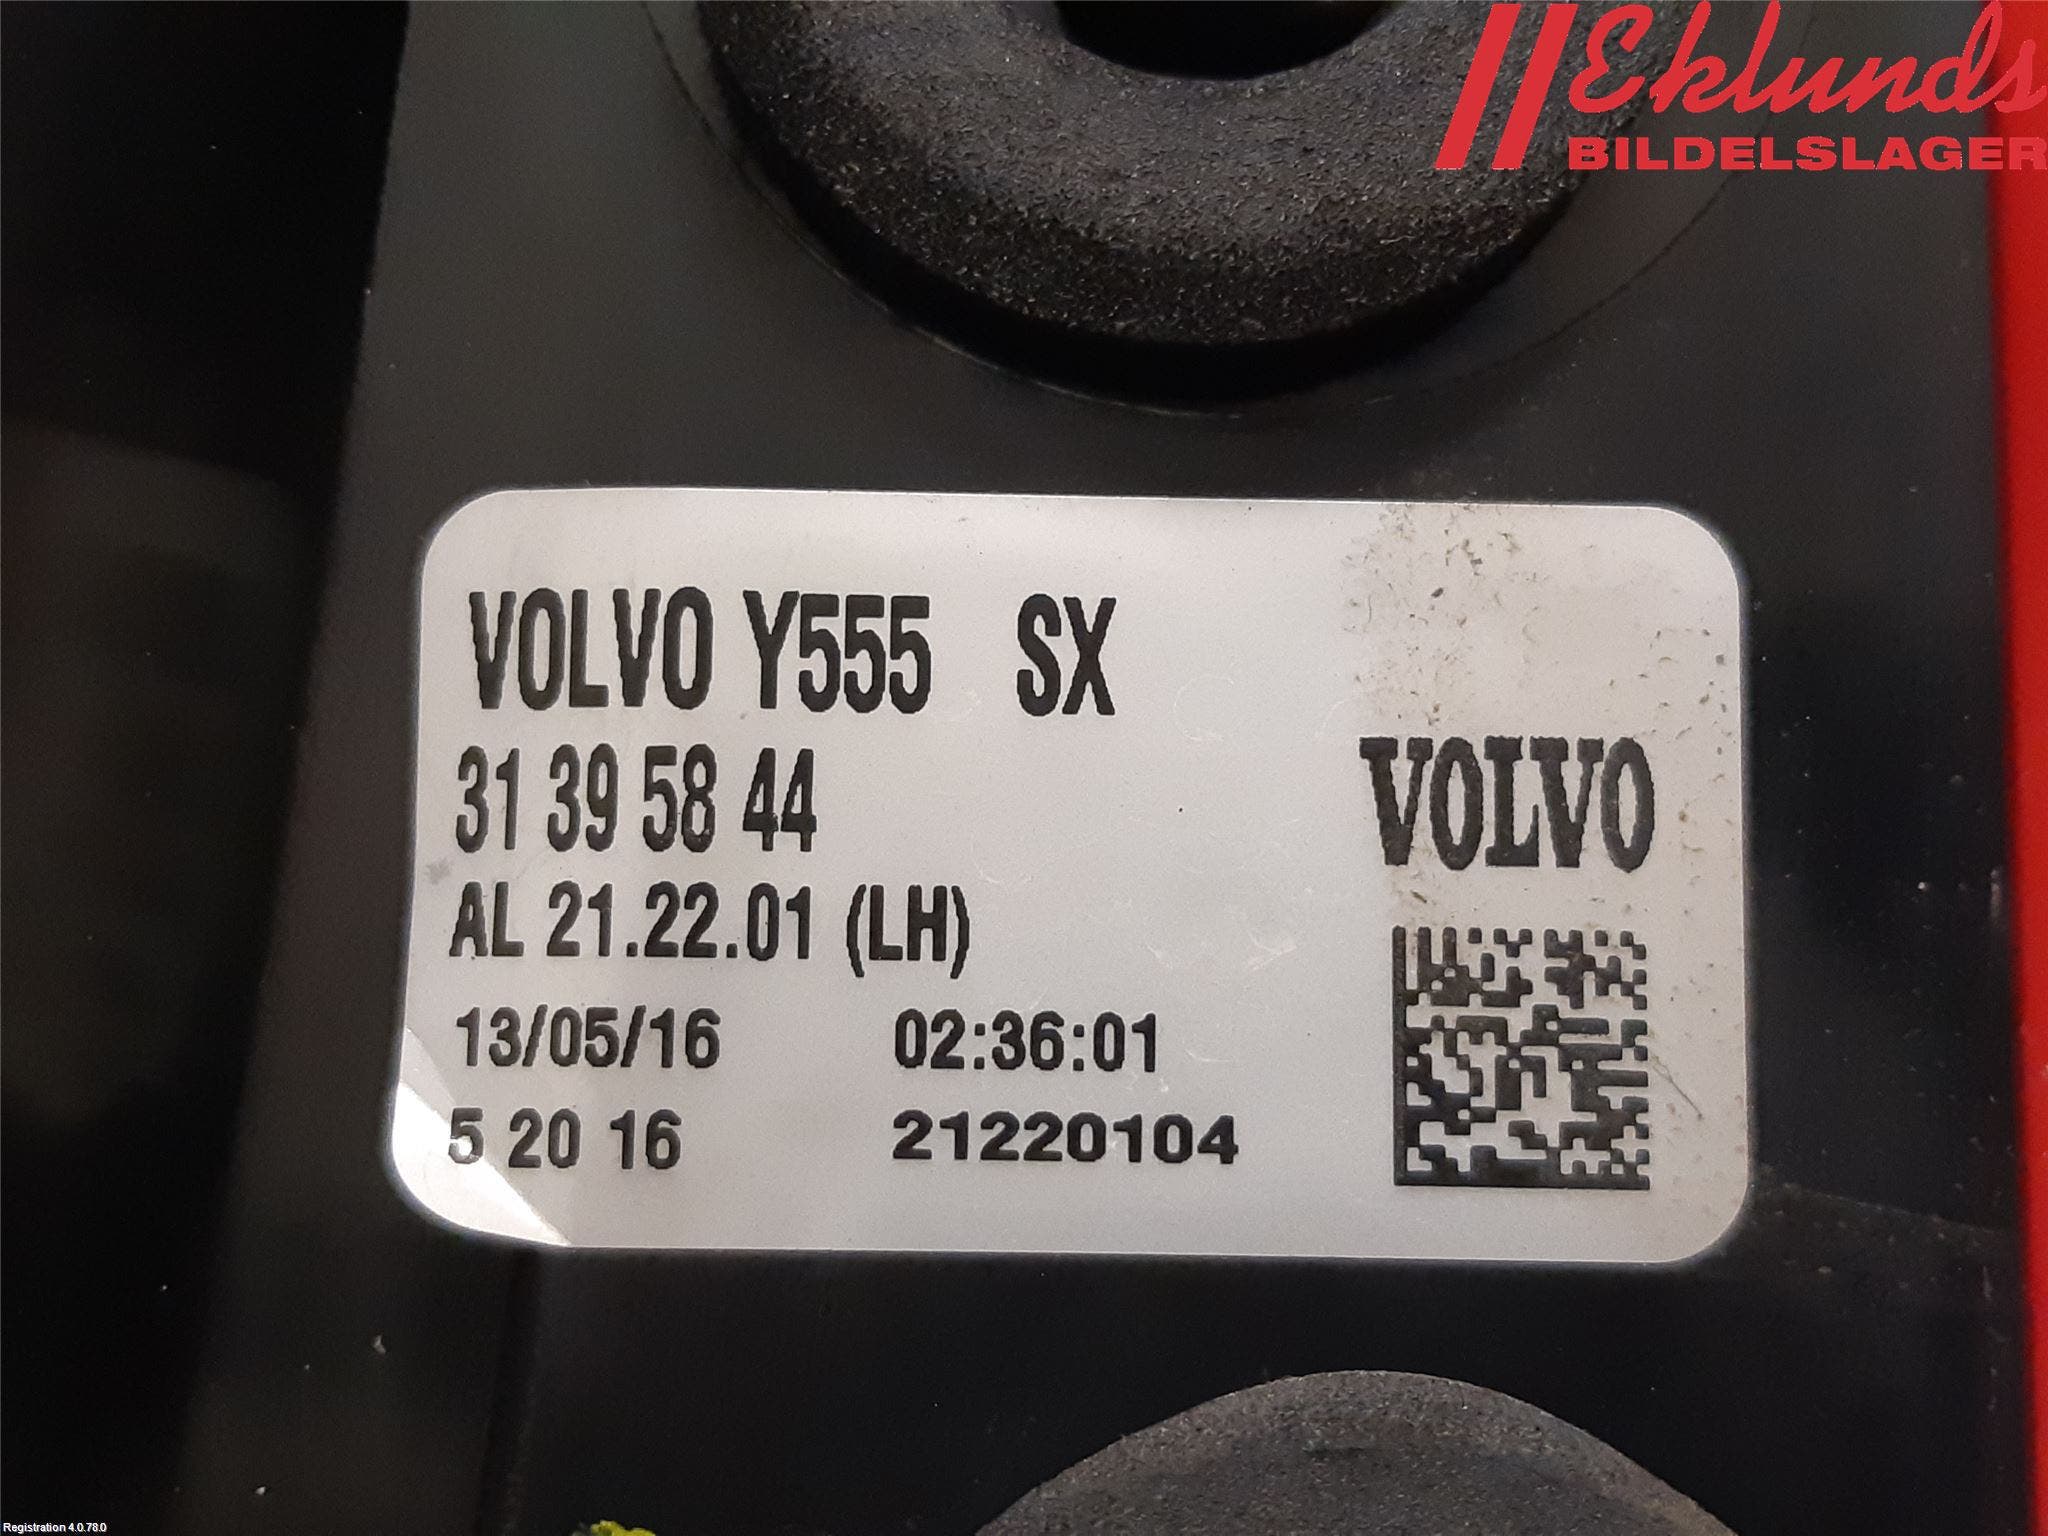 Eklunds
BILDELSLAGER
VOLVO Y555 SX
31 39 58 44
VOLVO
AL 21.22.01 (LH)
13/05/16 02:36:01
5 20 16 21220104
Registration 4.0.78.0